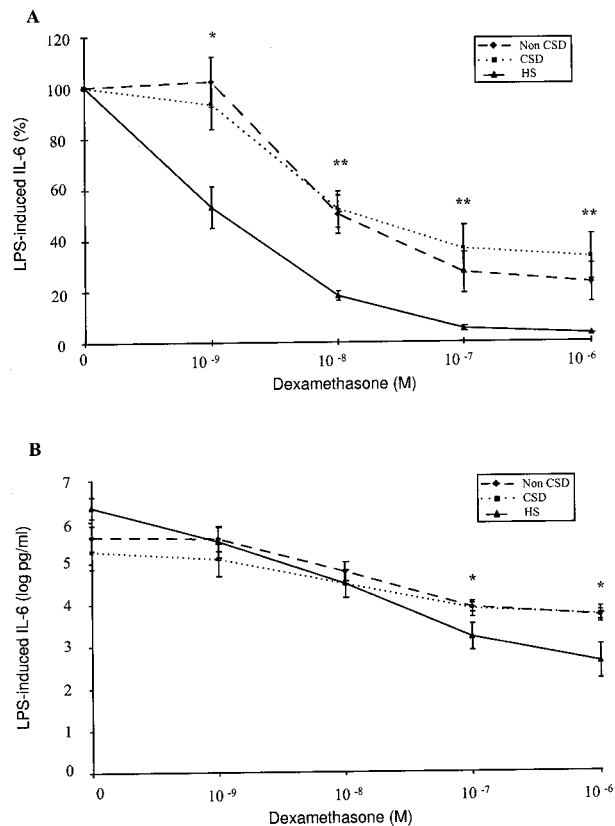 A
LPS-induced IL-6 (%)
120
100
80
60
40
20
0
*
**
**
**
Non CSD
CSD
HS
0
10 -9
10 -8
10 -7
10 -6
Dexamethasone (M)
B
LPS-induced IL-6 (log pg/ml)
7
6
5
4
3
2
1
0
*
*
Non CSD
CSD
HS
0
10 -9
10 -8
10 -7
10 -6
Dexamethasone (M)